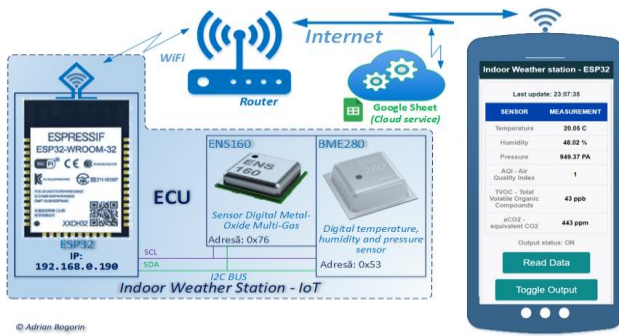 WiFi
Internet
Router
Google Sheet
(Cloud service)
ESPRESSIF
ESP32-WROOM-32
ESP32
IP:
192.168.0.190
ECU
ENS160
ENS
160
Sensor Digital Metal-
Oxide Multi-Gas
Adresă: 0x76
BME280
Digital temperature,
humidity and pressure
sensor
Adresă: 0x53
SCL
SDA
I2C BUS
Indoor Weather Station - IoT
© Adrian Bogorin
Indoor Weather station - ESP32
Last update: 23:07:35
SENSOR MEASUREMENT
Temperature 20.05 C
Humidity 48.02 %
Pressure 949.37 PA
AQI - Air
Quality Index 1
TVOC - Total
Volatile Organic
Compounds 43 ppb
eCO2 -
equivalent CO2 443 ppm
Output status: ON
Read Data
Toggle Output